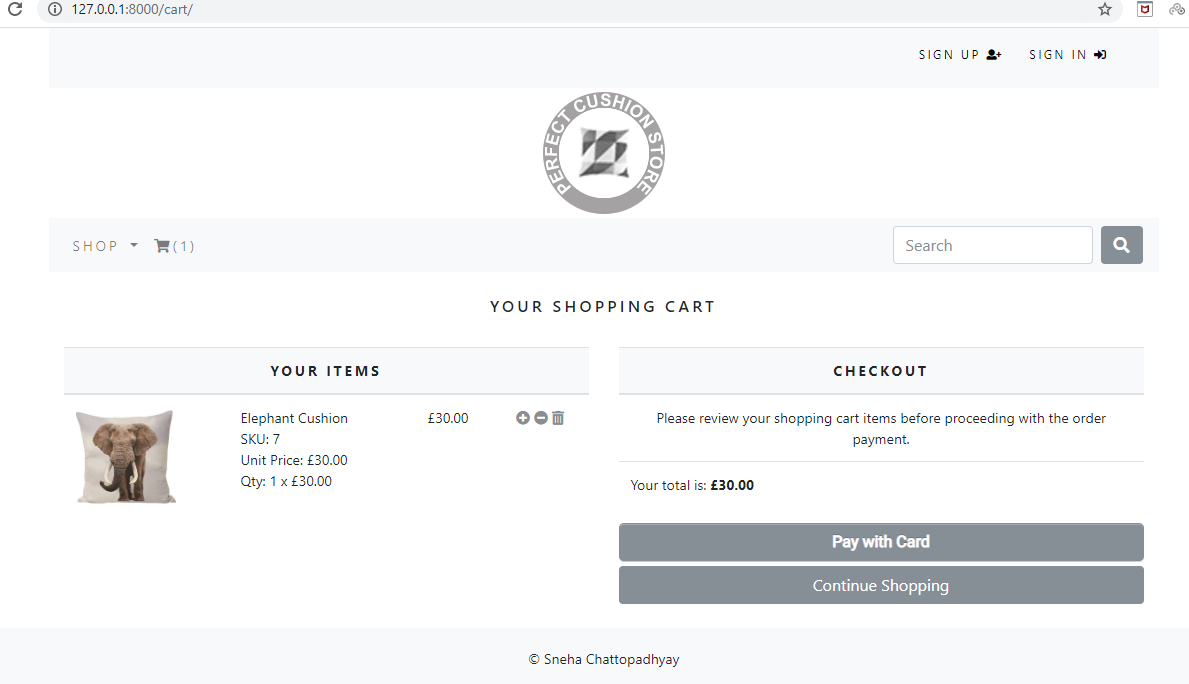 127.0.0.1:8000/cart/
SIGN UP
SIGN IN
PERFECT CUSHION STORE
SHOP
(1)
Search
YOUR SHOPPING CART
YOUR ITEMS
Elephant Cushion
£30.00
SKU: 7
Unit Price: £30.00
Qty: 1 x £30.00
CHECKOUT
Please review your shopping cart items before proceeding with the order
payment.
Your total is: £30.00
Pay with Card
Continue Shopping
© Sneha Chattopadhyay